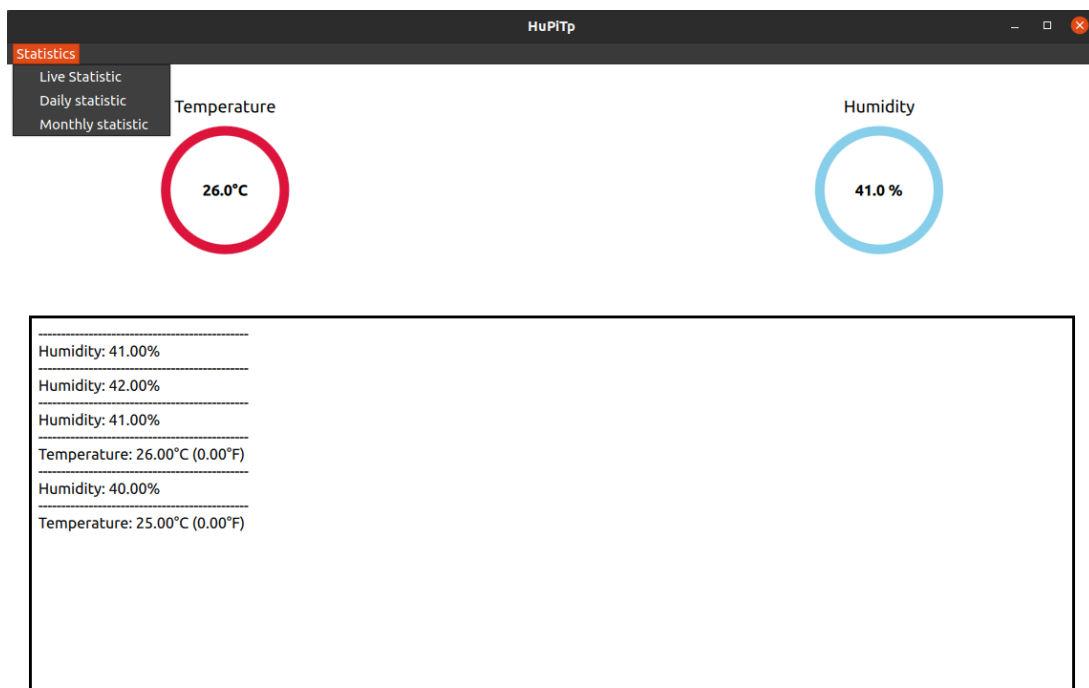 HuPiTp
Statistics
Live Statistic
Daily statistic
Monthly statistic
Temperature
Humidity
26.0°C
41.0 %
----------------------------------------------
Humidity: 41.00%
----------------------------------------------
Humidity: 42.00%
----------------------------------------------
Humidity: 41.00%
----------------------------------------------
Temperature: 26.00°C (0.00°F)
----------------------------------------------
Humidity: 40.00%
----------------------------------------------
Temperature: 25.00°C (0.00°F)